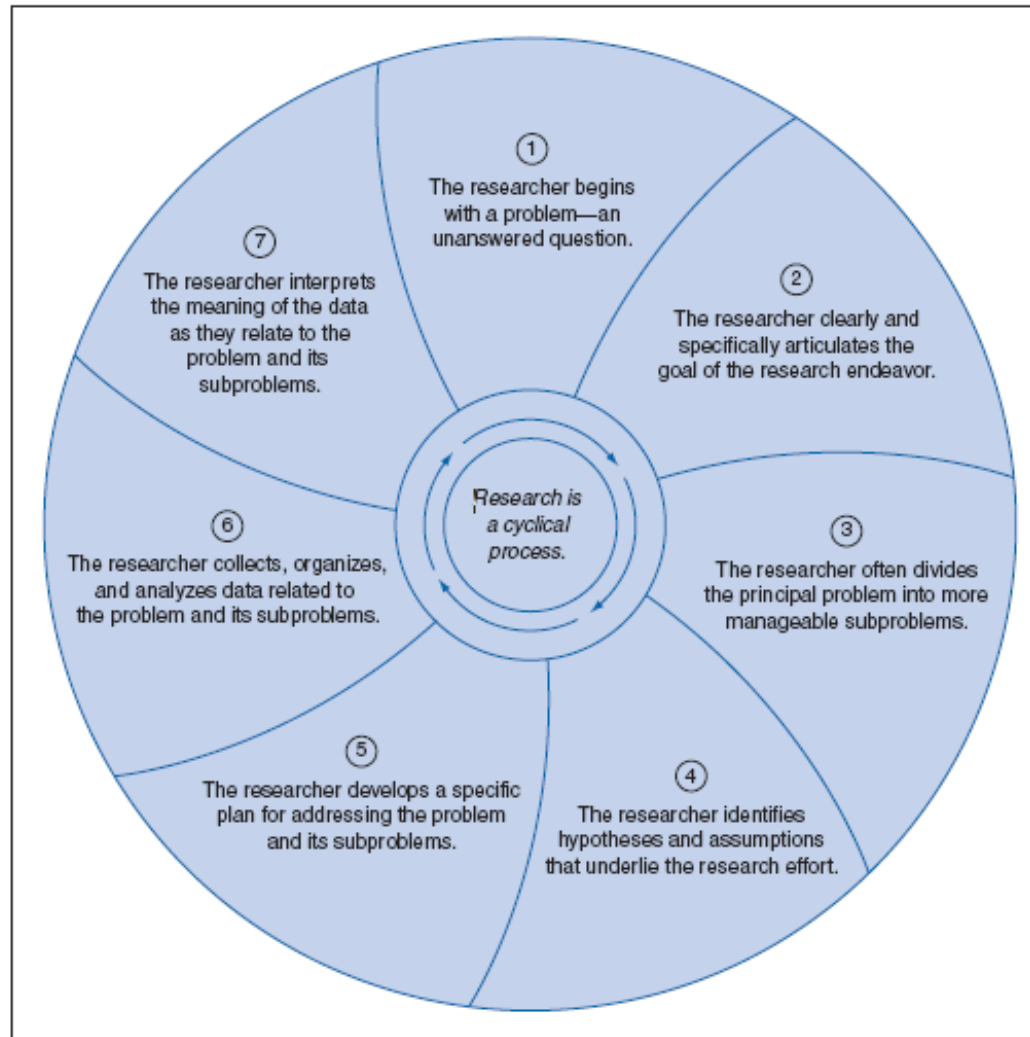 1
The researcher begins
with a problem—an
unanswered question.
2
The researcher clearly and
specifically articulates the
goal of the research endeavor.
3
The researcher often divides
the principal problem into more
manageable subproblems.
4
The researcher identifies
hypotheses and assumptions
that underlie the research effort.
5
The researcher develops a specific
plan for addressing the problem
and its subproblems.
6
The researcher collects, organizes,
and analyzes data related to
the problem and its subproblems.
7
The researcher interprets
the meaning of the data
as they relate to the
problem and its
subproblems.
Research is
a cyclical
process.